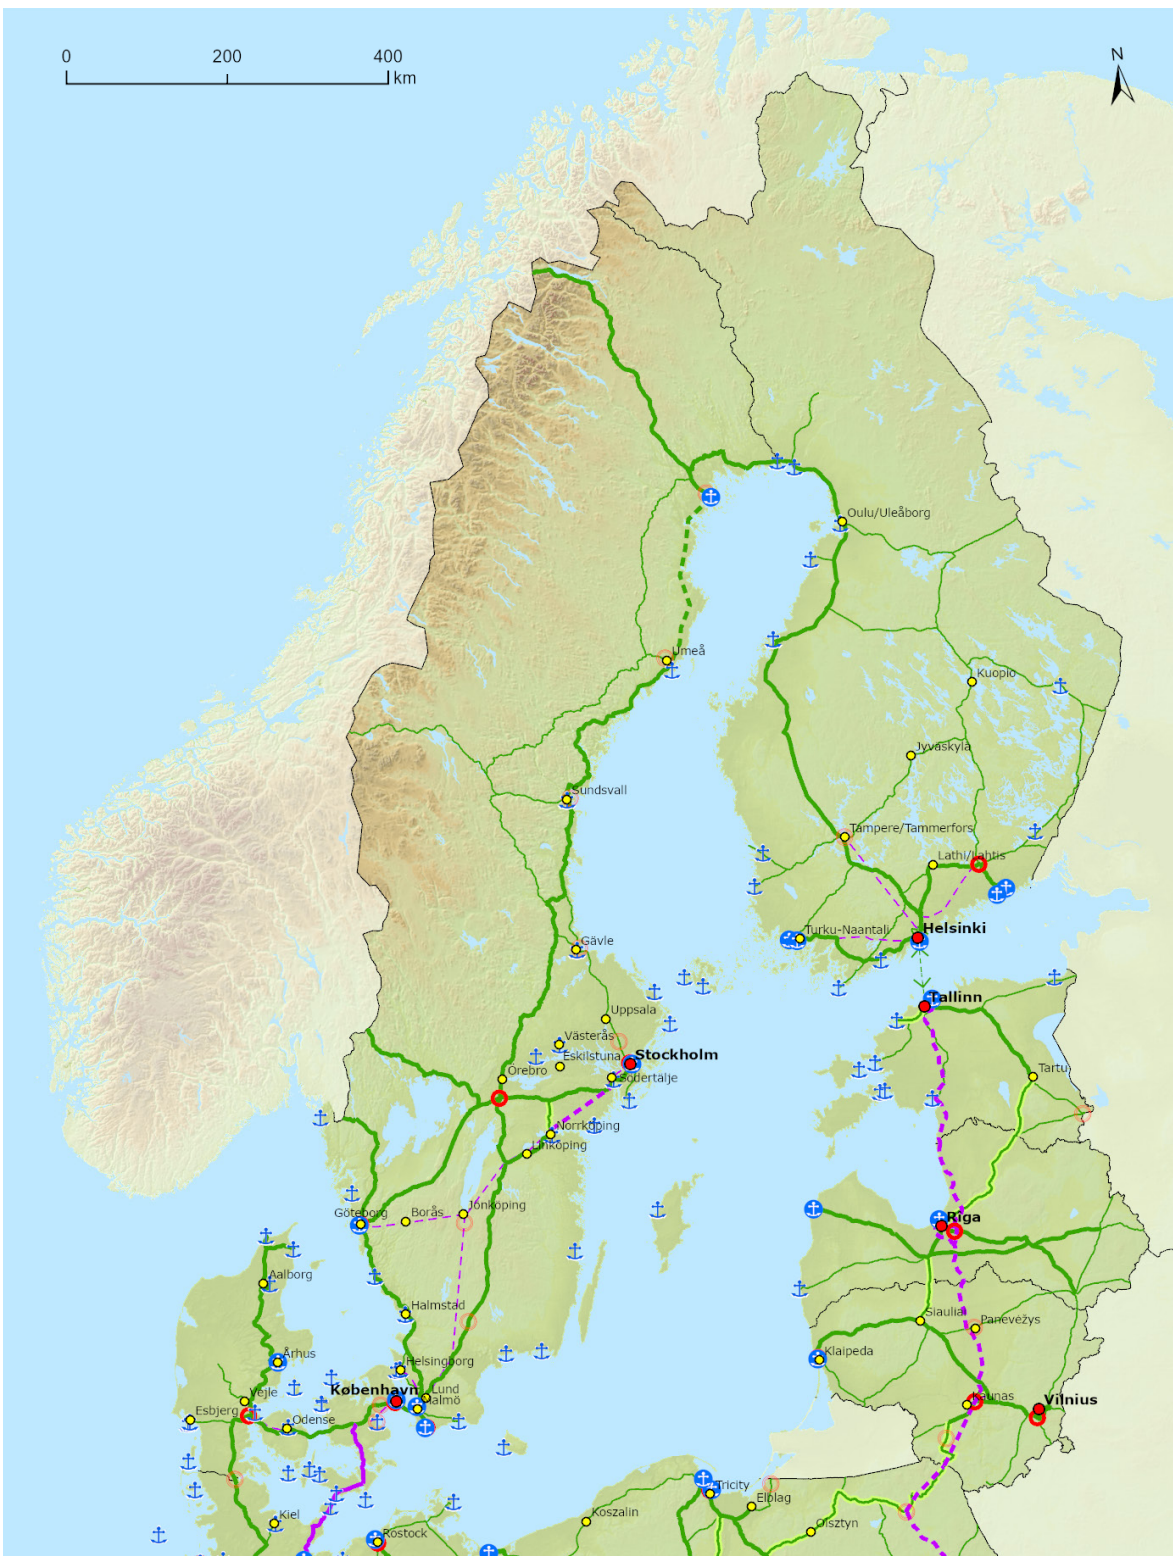 0 200 400
km
N
Oulu/Uleåborg
Umeå
Kuopio
Jyväskylä
Sundsvall
Tampere/Tammerfors
Lathi/Lahtis
Turku-Naantali
Helsinki
Gävle
Tallinn
Uppsala
Västerås
Stockholm
Eskilstuna
Örebro
Södertälje
Tartu
Norrköping
Linköping
Göteborg
Borås
Jönköping
Riga
Aalborg
Halmstad
Siauliai
Panevėžys
Århus
Helsingborg
Klaipeda
København
Lund
Vejle
Malmö
Kaunas
Vilnius
Esbjerg
Odense
Tricity
Elblag
Koszalin
Kiel
Olsztyn
Rostock